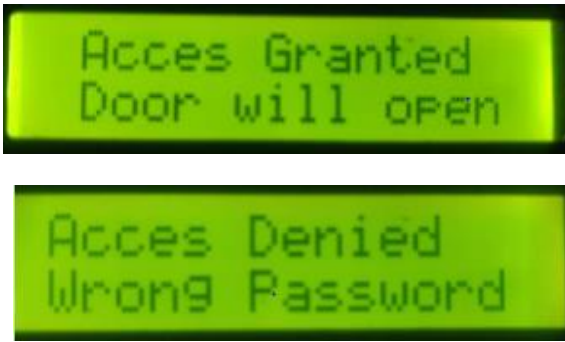 Acces Granted
Door will open
Acces Denied
Wrong Password